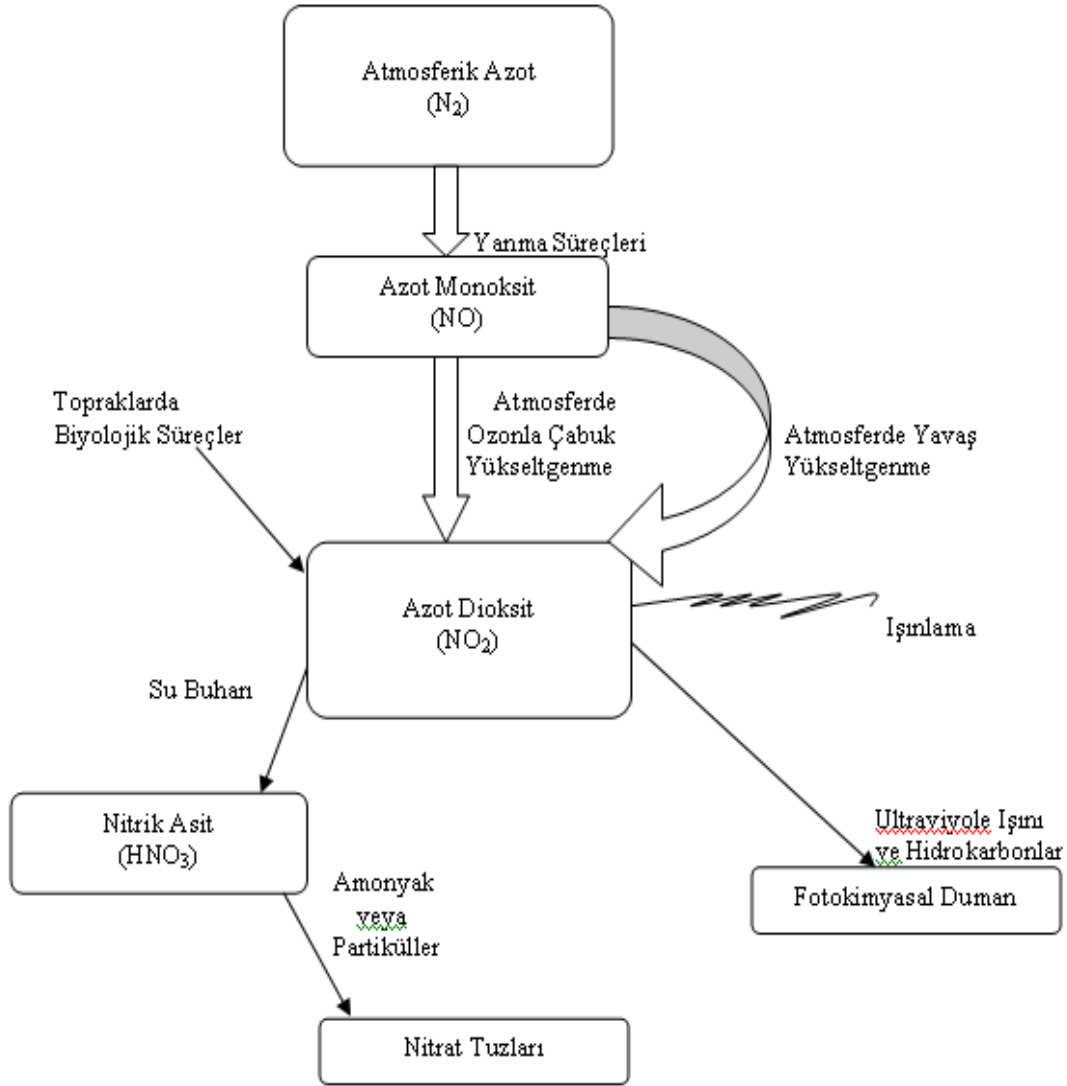 Atmosferik Azot
(N₂)
Yanma Süreçleri
Azot Monoksit
(NO)
Topraklarda
Biyolojik Süreçler
Atmosferde
Ozonla Çabuk
Yükseltgenme
Atmosferde Yavaş
Yükseltgenme
Azot Dioksit
(NO₂)
Işınlama
Su Buharı
Nitrik Asit
(HNO₃)
Ultraviyole Işını
ve Hidrokarbonlar
Fotokimyasal Duman
Amonyak
veya
Partiküller
Nitrat Tuzları